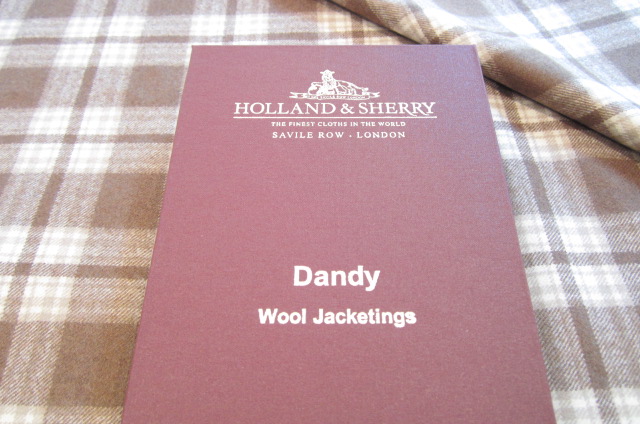 HOLLAND & SHERRY
THE FINEST CLOTHS IN THE WORLD
SAVILE ROW · LONDON
Dandy
Wool Jacketings